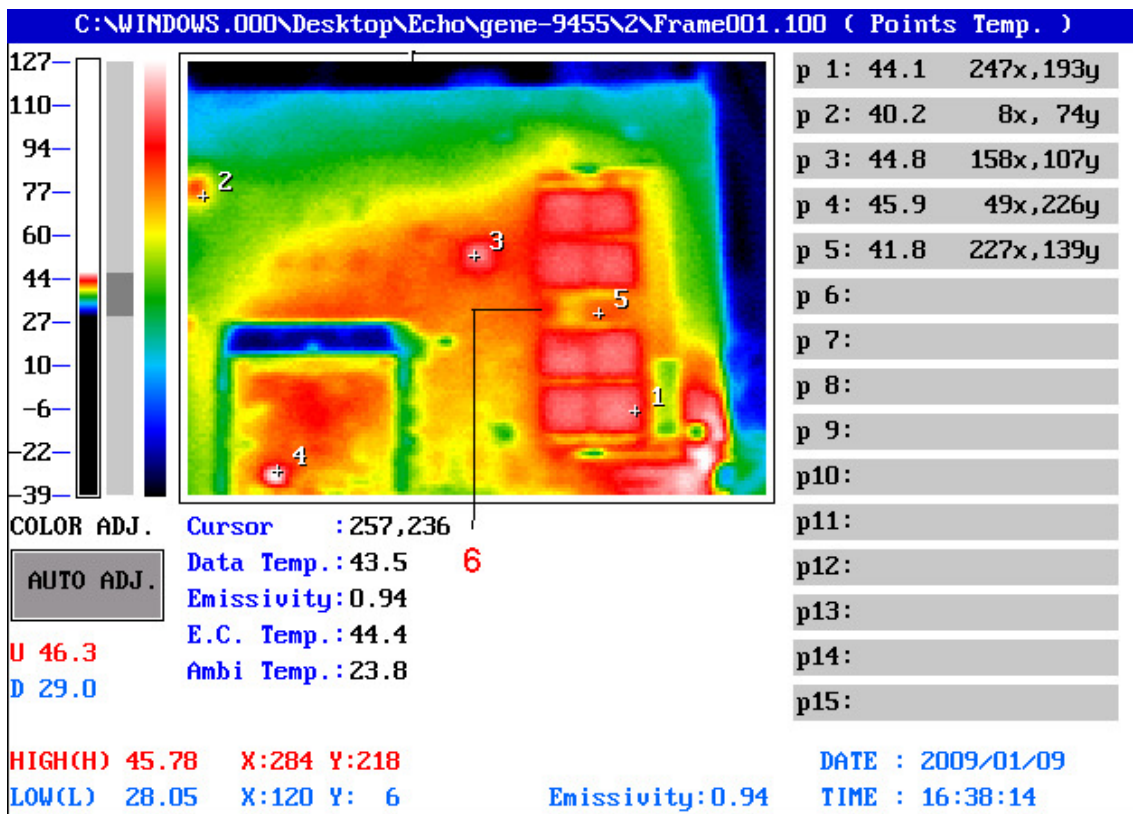 C:\WINDOWS.000\Desktop\Echo\gene-9455\2\Frame001.100 ( Points Temp. )
127
110
94
77
60
44
27
10
-6
-22
-39
2
3
5
1
4
p 1: 44.1 247x,193y
p 2: 40.2 8x, 74y
p 3: 44.8 158x,107y
p 4: 45.9 49x,226y
p 5: 41.8 227x,139y
p 6:
p 7:
p 8:
p 9:
p10:
p11:
p12:
p13:
p14:
p15:
COLOR ADJ.
AUTO ADJ.
U 46.3
D 29.0
Cursor :257,236
Data Temp.:43.5
Emissivity:0.94
E.C. Temp.:44.4
Ambi Temp.:23.8
6
HIGH(H) 45.78 X:284 Y:218
LOW(L) 28.05 X:120 Y: 6
Emissivity:0.94
DATE : 2009/01/09
TIME : 16:38:14